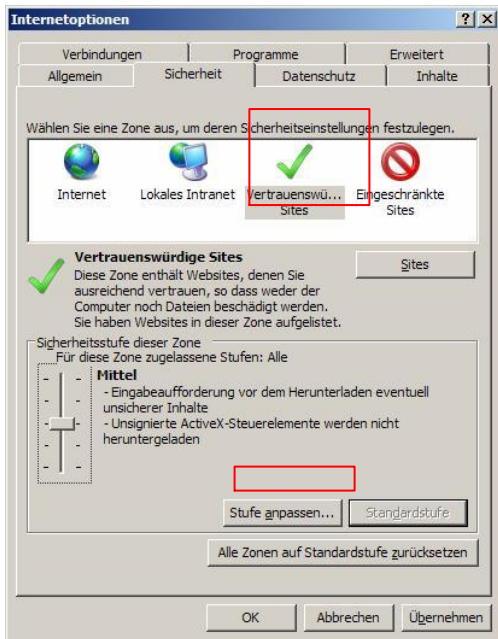 Internetoptionen
Verbindungen Programme Erweitert
Allgemein Sicherheit Datenschutz Inhalte
Wählen Sie eine Zone aus, um deren Sicherheitseinstellungen festzulegen.
Internet Lokales Intranet Vertrauenswü... Eingeschränkte
Sites Sites
Vertrauenswürdige Sites
Sites
Diese Zone enthält Websites, denen Sie
ausreichend vertrauen, so dass weder der
Computer noch Dateien beschädigt werden.
Sie haben Websites in dieser Zone aufgelistet.
Sicherheitsstufe dieser Zone
Für diese Zone zugelassene Stufen: Alle
Mittel
- Eingabeaufforderung vor dem Herunterladen eventuell
unsicherer Inhalte
- Unsignierte ActiveX-Steuerelemente werden nicht
heruntergeladen
Stufe anpassen... Standardstufe
Alle Zonen auf Standardstufe zurücksetzen
OK Abbrechen Übernehmen